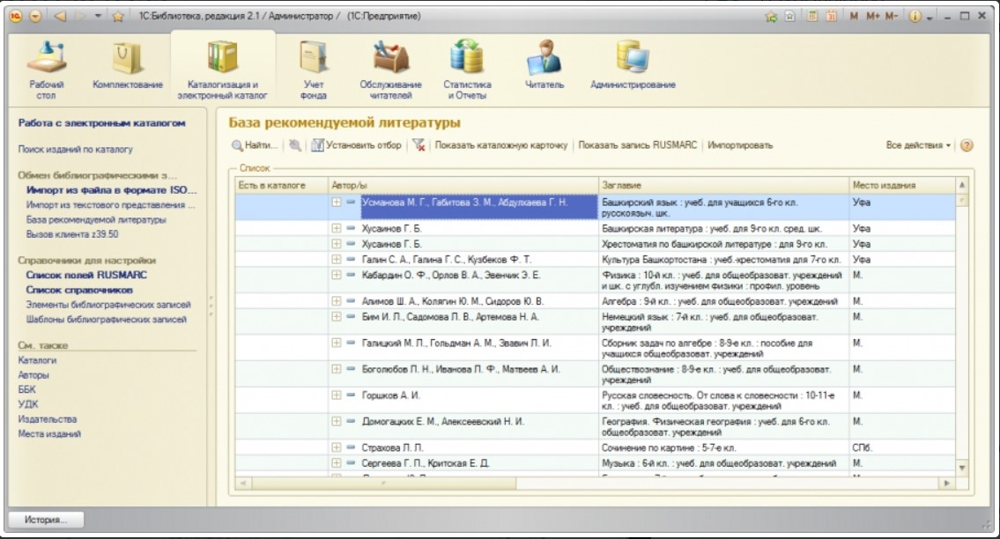 1С:Библиотека, редакция 2.1 / Администратор / (1С:Предприятие)
M M+ M-
Рабочий стол
Комплектование
Каталогизация и электронный каталог
Учет фонда
Обслуживание читателей
Статистика и Отчеты
Читатель
Администрирование
Работа с электронным каталогом
Поиск изданий по каталогу
Обмен библиографическими з...
Импорт из файла в формате ISO...
Импорт из текстового представления ...
База рекомендуемой литературы
Вызов клиента z39.50
Справочники для настройки
Список полей RUSMARC
Список справочников
Элементы библиографических записей
Шаблоны библиографических записей
См. также
Каталоги
Авторы
ББК
УДК
Издательства
Места изданий
База рекомендуемой литературы
Найти... Установить отбор Показать каталожную карточку Показать запись RUSMARC Импортировать Все действия
Список
Есть в каталоге Автор/ы Заглавие Место издания
Усманова М. Г., Габитова З. М., Абдулхаева Г. Н. Башкирский язык : учеб. для учащихся 6-го кл. Уфа
русскоязыч. шк.
Хусаинов Г. Б. Башкирская литература : учеб. для 9-го кл. сред. шк. Уфа
Хусаинов Г. Б. Хрестоматия по башкирской литературе : для 9-го кл. Уфа
Галин С. А., Галина Г. С., Кузбеков Ф. Т. Культура Башкортостана : учеб.-хрестоматия для 7-го кл. Уфа
Кабардин О. Ф., Орлов В. А., Эвенчик Э. Е. Физика : 10-й кл. : учеб. для общеобразоват. учреждений М.
и шк. с углубл. изучением физики : профил. уровень
Алимов Ш. А., Колягин Ю. М., Сидоров Ю. В. Алгебра : 9-й кл. : учеб. для общеобразоват. учреждений М.
Бим И. Л., Садомова Л. В., Артемова Н. А. Немецкий язык : 7-й кл. : учеб. для общеобразоват. М.
учреждений
Галицкий М. Л., Гольдман А. М., Звавич Л. И. Сборник задач по алгебре : 8-9-е кл. : пособие для М.
учащихся общеобразоват. учреждений
Боголюбов Л. Н., Иванова Л. Ф., Матвеев А. И. Обществознание : 8-9-е кл. : учеб. для общеобразоват. М.
учреждений
Горшков А. И. Русская словесность. От слова к словесности : 10-11-е М.
кл. : учеб. для общеобразоват. учреждений
Домогацких Е. М., Алексеевский Н. И. География. Физическая география : учеб. для 6-го кл. М.
общеобразоват. учреждений
Страхова Л. Л. Сочинение по картине : 5-7-е кл. СПб.
Сергеева Г. П., Критская Е. Д. Музыка : 6-й кл. : учеб. для общеобразоват. учреждений М.
История...